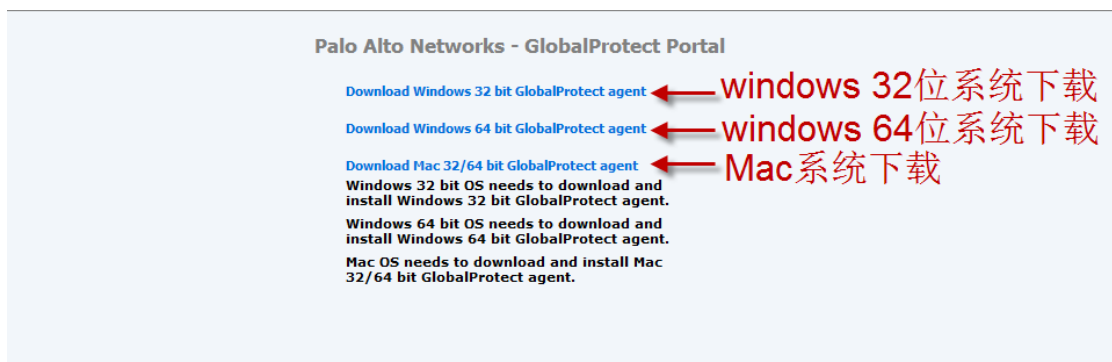 Palo Alto Networks - GlobalProtect Portal
Download Windows 32 bit GlobalProtect agent windows 32位系统下载
Download Windows 64 bit GlobalProtect agent windows 64位系统下载
Download Mac 32/64 bit GlobalProtect agent Mac系统下载
Windows 32 bit OS needs to download and
install Windows 32 bit GlobalProtect agent.
Windows 64 bit OS needs to download and
install Windows 64 bit GlobalProtect agent.
Mac OS needs to download and install Mac
32/64 bit GlobalProtect agent.